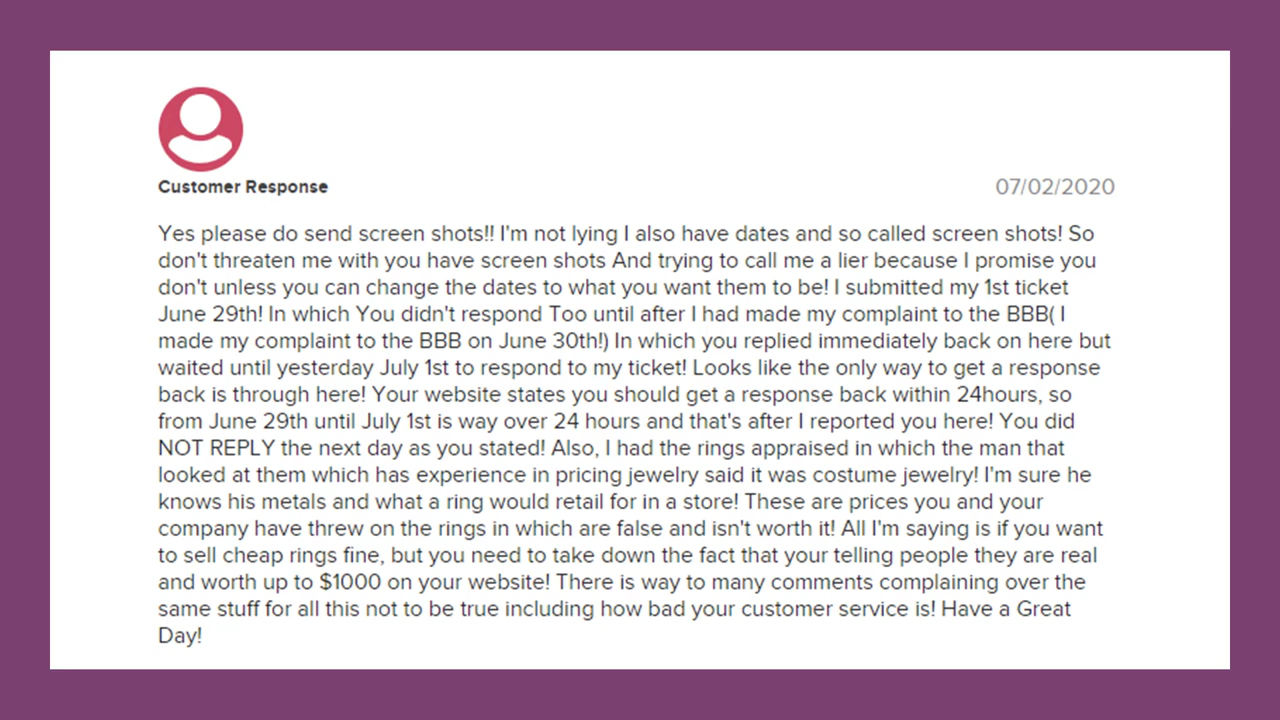 Customer Response
07/02/2020
Yes please do send screen shots!! I'm not lying I also have dates and so called screen shots! So
don't threaten me with you have screen shots And trying to call me a lier because I promise you
don't unless you can change the dates to what you want them to be! I submitted my 1st ticket
June 29th! In which You didn't respond Too until after I had made my complaint to the BBB( I
made my complaint to the BBB on June 30th!) In which you replied immediately back on here but
waited until yesterday July 1st to respond to my ticket! Looks like the only way to get a response
back is through here! Your website states you should get a response back within 24hours, so
from June 29th until July 1st is way over 24 hours and that's after I reported you here! You did
NOT REPLY the next day as you stated! Also, I had the rings appraised in which the man that
looked at them which has experience in pricing jewelry said it was costume jewelry! I'm sure he
knows his metals and what a ring would retail for in a store! These are prices you and your
company have threw on the rings in which are false and isn't worth it! All I'm saying is if you want
to sell cheap rings fine, but you need to take down the fact that your telling people they are real
and worth up to $1000 on your website! There is way to many comments complaining over the
same stuff for all this not to be true including how bad your customer service is! Have a Great
Day!